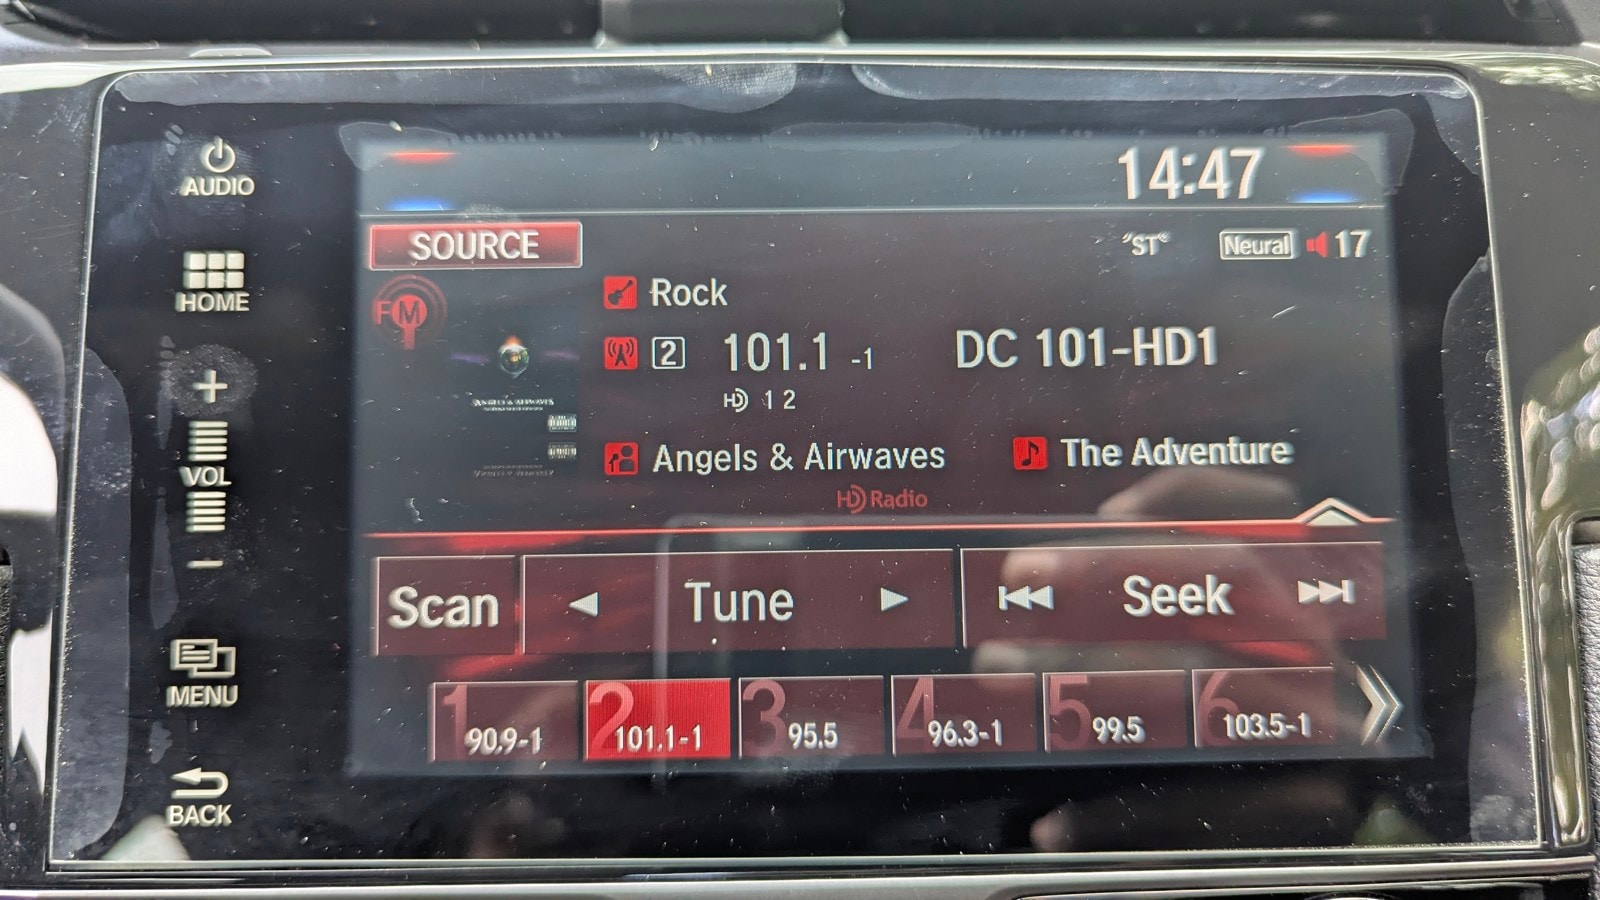 AUDIO
14:47
SOURCE
"ST"
Neural
17
HOME
FM
Rock
2 101.1 -1
DC 101-HD1
HD 1 2
+
VOL
-
ANGELS & AIRWAVES
Angels & Airwaves
The Adventure
HD Radio
Scan
Tune
Seek
MENU
1 90.9-1
2 101.1-1
3 95.5
4 96.3-1
5 99.5
6 103.5-1
BACK